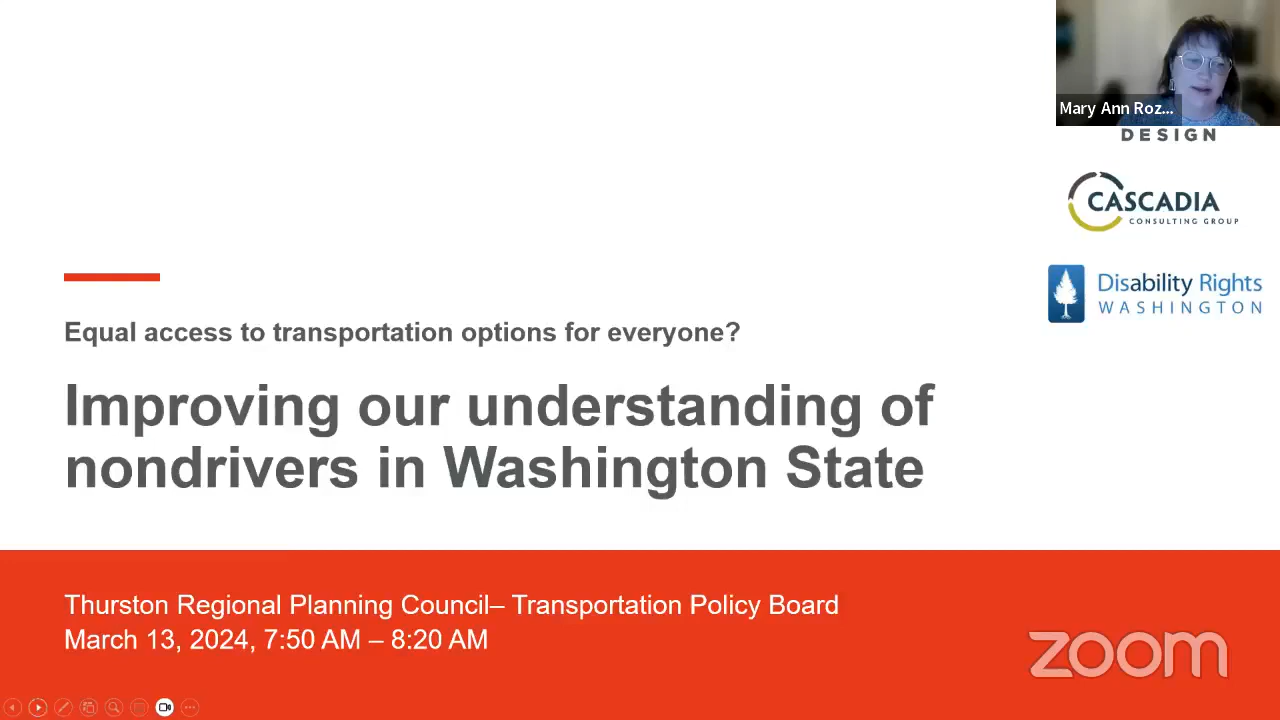 Mary Ann Roz...
DESIGN
CASCADIA
CONSULTING GROUP
Disability Rights
WASHINGTON
Equal access to transportation options for everyone?
Improving our understanding of
nondrivers in Washington State
Thurston Regional Planning Council– Transportation Policy Board
March 13, 2024, 7:50 AM – 8:20 AM
zoom